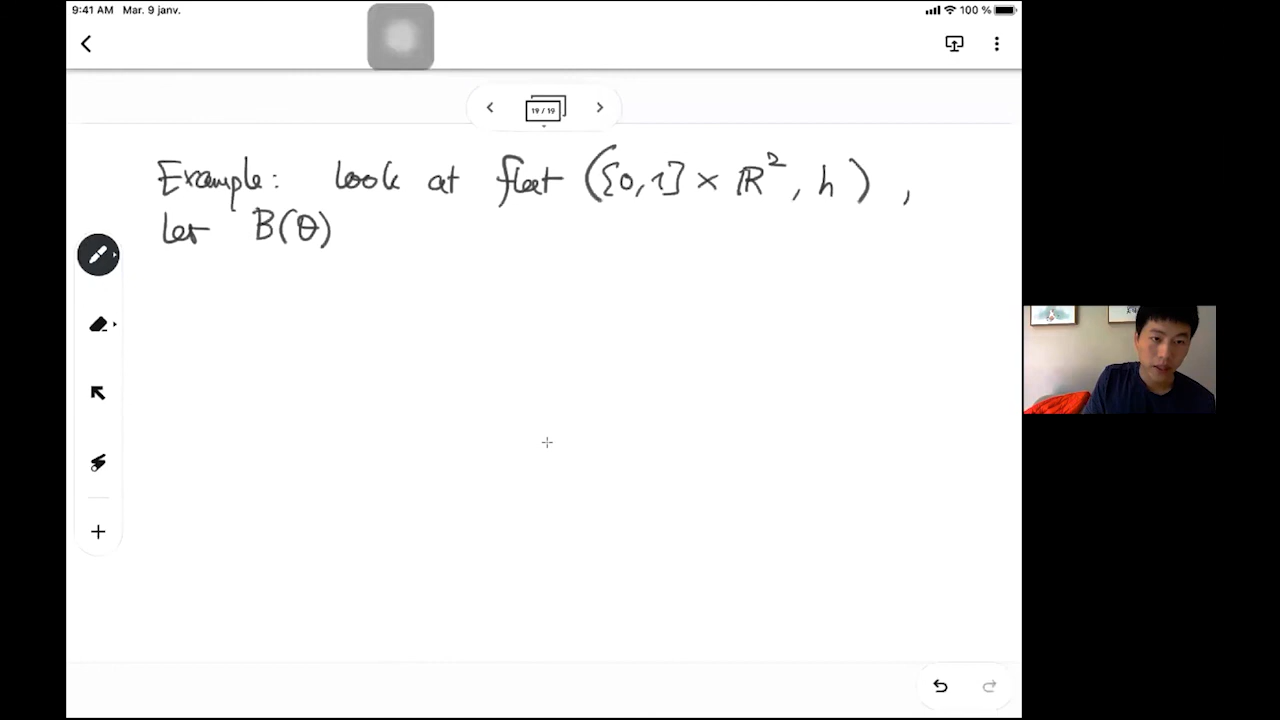 9:41 AM Mar. 9 janv.
100 %
19 / 19
Example: look at flat ([0,1] × ℝ², h),
let B(θ)